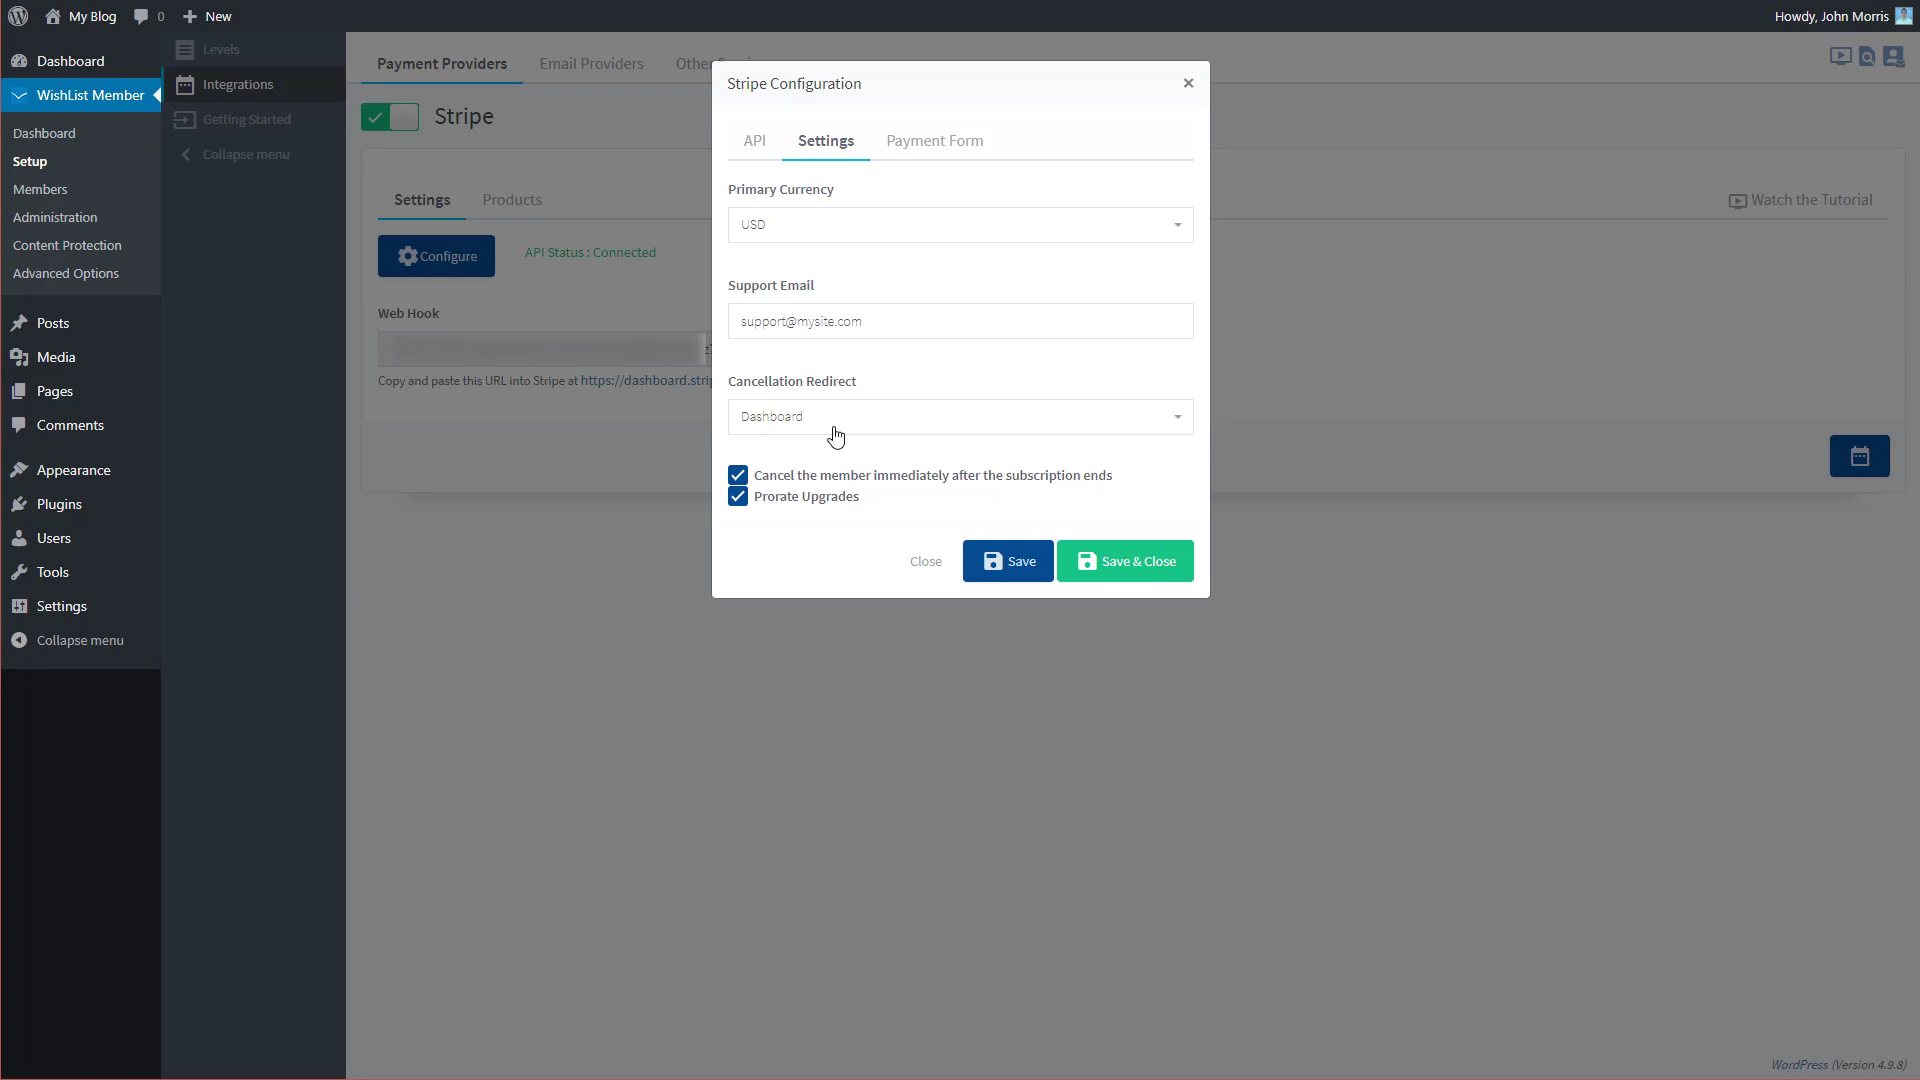 My Blog
0
New
Howdy, John Morris
Dashboard
WishList Member
Dashboard
Setup
Members
Administration
Content Protection
Advanced Options
Posts
Media
Pages
Comments
Appearance
Plugins
Users
Tools
Settings
Collapse menu
Levels
Integrations
Getting Started
Collapse menu
Payment Providers
Email Providers
Stripe
Settings
Products
Watch the Tutorial
Configure
API Status : Connected
Web Hook
Copy and paste this URL into Stripe at https://dashboard.strip
Stripe Configuration
×
API
Settings
Payment Form
Primary Currency
USD
Support Email
support@mysite.com
Cancellation Redirect
Dashboard
Cancel the member immediately after the subscription ends
Prorate Upgrades
Close
Save
Save & Close
WordPress (Version 4.9.8)